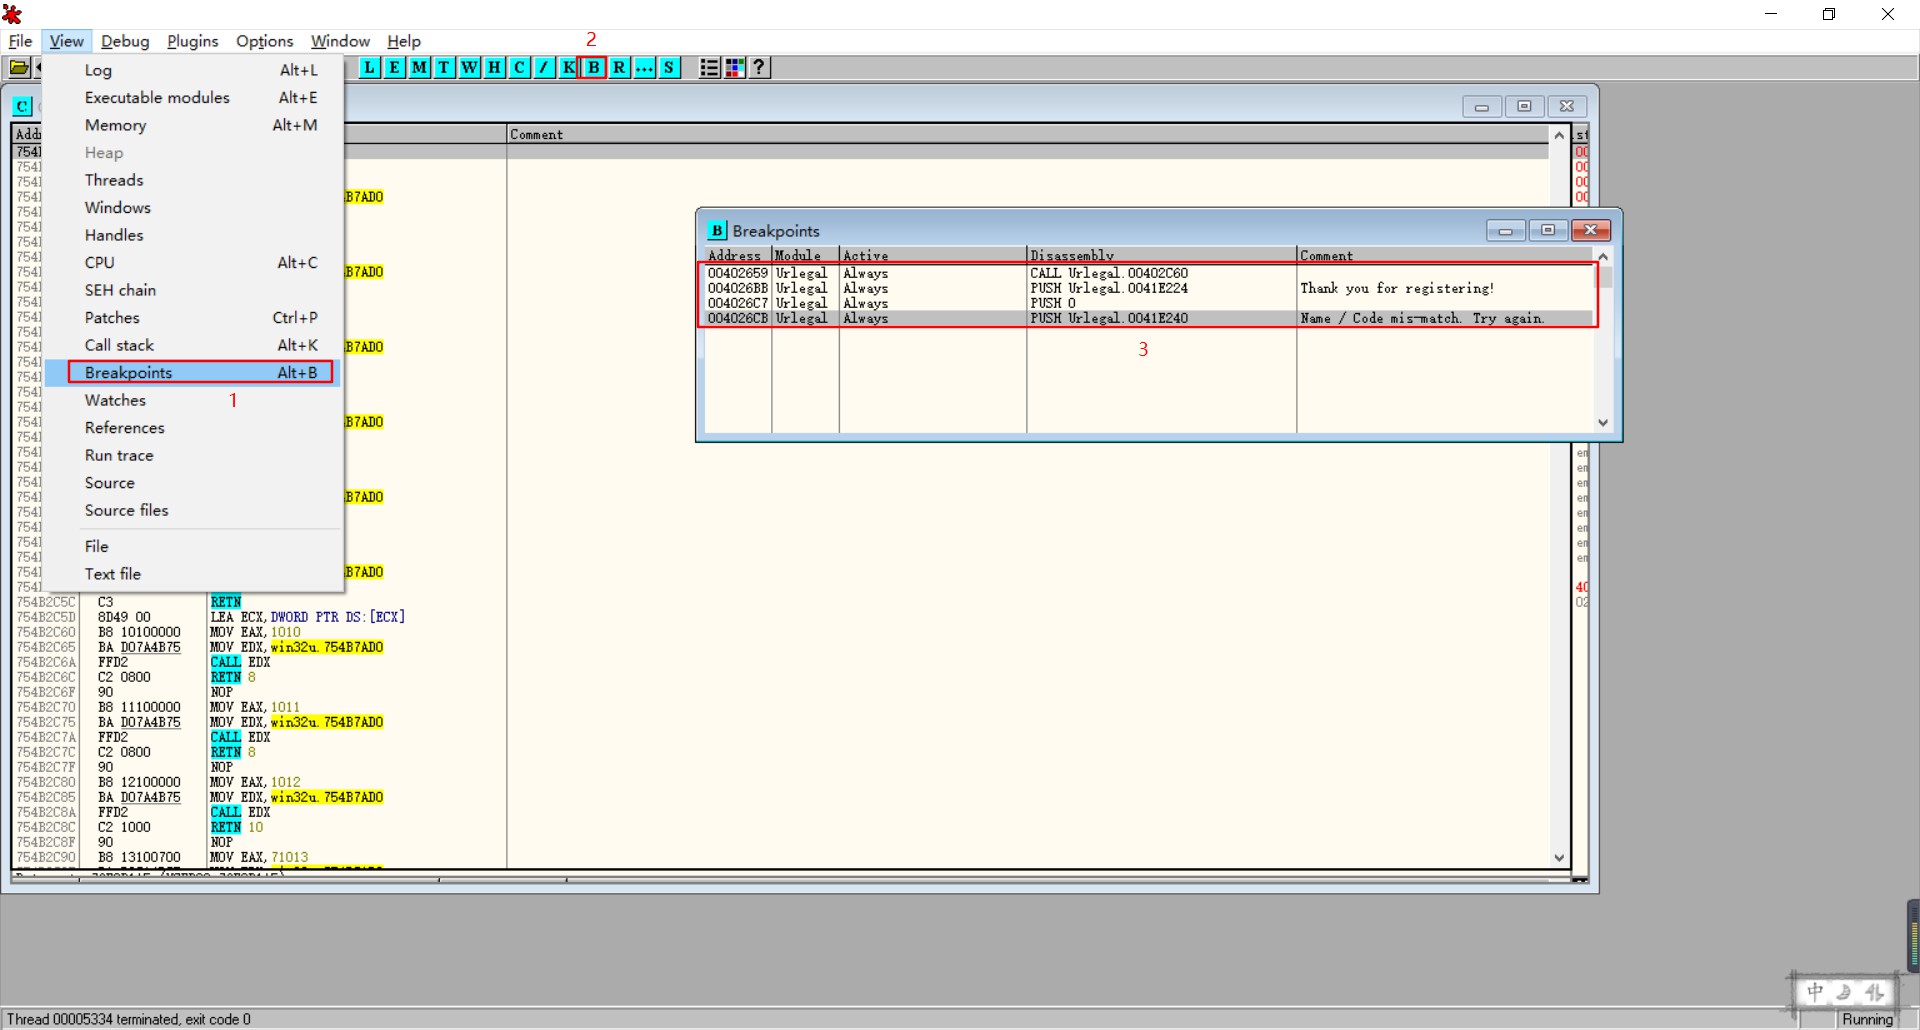 File View Debug Plugins Options Window Help
2
L E M T W H C / K B R ... S ?
Log Alt+L
Executable modules Alt+E
Memory Alt+M
Heap
Threads
Windows
Handles
CPU Alt+C
SEH chain
Patches Ctrl+P
Call stack Alt+K
Breakpoints Alt+B
Watches
1
References
Run trace
Source
Source files
File
Text file
C
Comment
B7AD0
B7AD0
B7AD0
B7AD0
B7AD0
B7AD0
754B2C5C C3 RETN
754B2C5D 8D49 00 LEA ECX,DWORD PTR DS:[ECX]
754B2C60 B8 10100000 MOV EAX,1010
754B2C65 BA D07A4B75 MOV EDX,win32u.754B7AD0
754B2C6A FFD2 CALL EDX
754B2C6C C2 0800 RETN 8
754B2C6F 90 NOP
754B2C70 B8 11100000 MOV EAX,1011
754B2C75 BA D07A4B75 MOV EDX,win32u.754B7AD0
754B2C7A FFD2 CALL EDX
754B2C7C C2 0800 RETN 8
754B2C7F 90 NOP
754B2C80 B8 12100000 MOV EAX,1012
754B2C85 BA D07A4B75 MOV EDX,win32u.754B7AD0
754B2C8A FFD2 CALL EDX
754B2C8C C2 1000 RETN 10
754B2C8F 90 NOP
754B2C90 B8 13100700 MOV EAX,71013
B Breakpoints
Address Module Active Disassembly Comment
00402659 Urlegal Always CALL Urlegal.00402C60
004026BB Urlegal Always PUSH Urlegal.0041E224 Thank you for registering!
004026C7 Urlegal Always PUSH 0
004026CB Urlegal Always PUSH Urlegal.0041E240 Name / Code mis-match. Try again.
3
中
Thread 00005334 terminated, exit code 0
Running